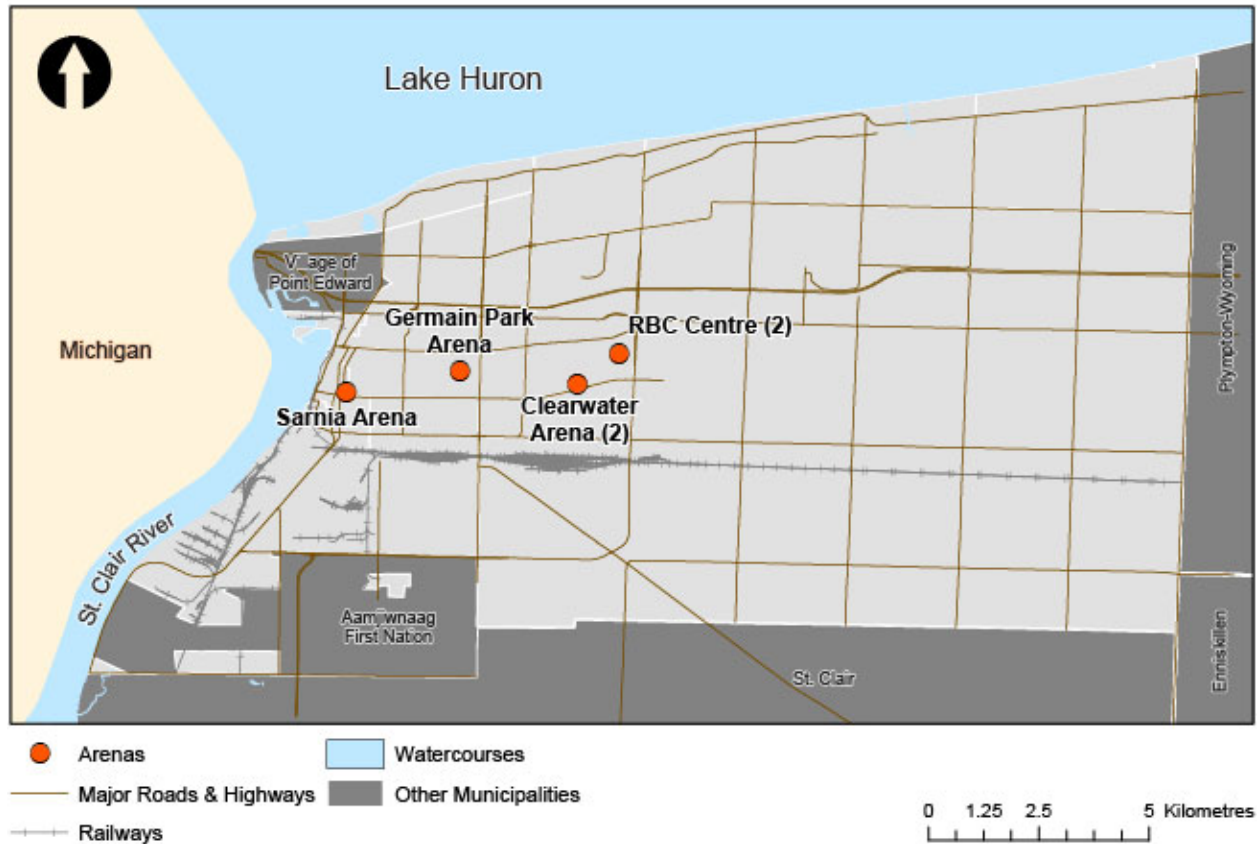 Lake Huron
Village of
Point Edward
Michigan
Germain Park
Arena
RBC Centre (2)
Sarnia Arena
Clearwater
Arena (2)
Plympton-Wyoming
St. Clair River
First Nation
St. Clair
Enniskillen
Arenas
Watercourses
Major Roads & Highways
Other Municipalities
Railways
0 1.25 2.5 5 Kilometres